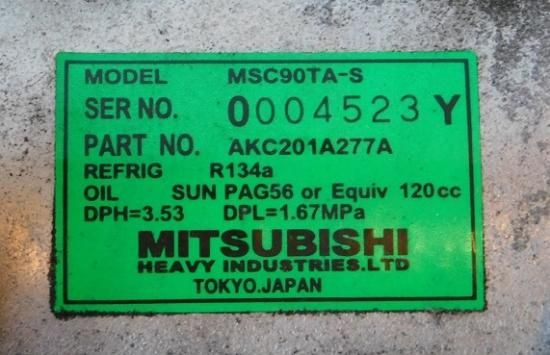 MODEL MSC90TA-S
SER NO. 00004523 Y
PART NO. AKC201A277A
REFRIG R134a
OIL SUN PAG56 or Equiv 120cc
DPH=3.53 DPL=1.67MPa
MITSUBISHI
HEAVY INDUSTRIES.LTD
TOKYO.JAPAN